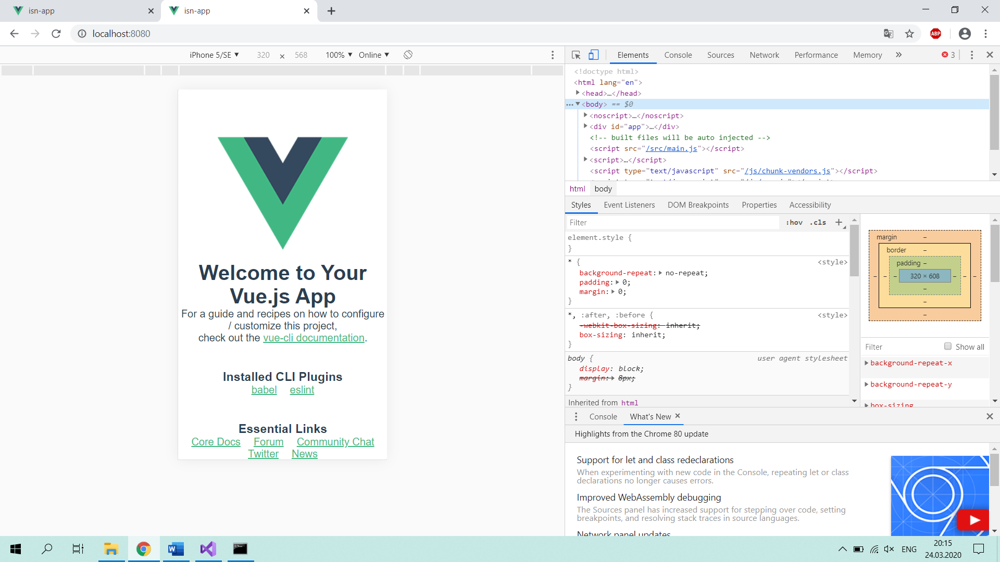 isn-app
isn-app
localhost:8080
ABP
iPhone 5/SE 320 × 568 100% Online
Elements Console Sources Network Performance Memory » 3
<!doctype html>
<html lang="en">
<head>…</head>
<body> == $0
<noscript>…</noscript>
<div id="app">…</div>
<!-- built files will be auto injected -->
<script src="/src/main.js"></script>
<script>…</script>
<script type="text/javascript" src="/js/chunk-vendors.js"></script>
html body
Styles Event Listeners DOM Breakpoints Properties Accessibility
Filter :hov .cls +
element.style {
}
* { <style>
background-repeat: no-repeat;
padding: 0;
margin: 0;
}
*, :after, :before { <style>
-webkit-box-sizing: inherit;
box-sizing: inherit;
}
body { user agent stylesheet
display: block;
margin: 8px;
}
Inherited from html
margin –
border –
padding –
– – – 320 × 608 – – –
–
–
–
Filter Show all
background-repeat-x
background-repeat-y
box-sizing
Console What's New
Highlights from the Chrome 80 update
Support for let and class redeclarations
When experimenting with new code in the Console, repeating let or class
declarations no longer causes errors.
Improved WebAssembly debugging
The Sources panel has increased support for stepping over code, setting
breakpoints, and resolving stack traces in source languages.
Network panel updates
Welcome to Your
Vue.js App
For a guide and recipes on how to configure
/ customize this project,
check out the vue-cli documentation.
Installed CLI Plugins
babel eslint
Essential Links
Core Docs Forum Community Chat
Twitter News
ENG
20:15
24.03.2020